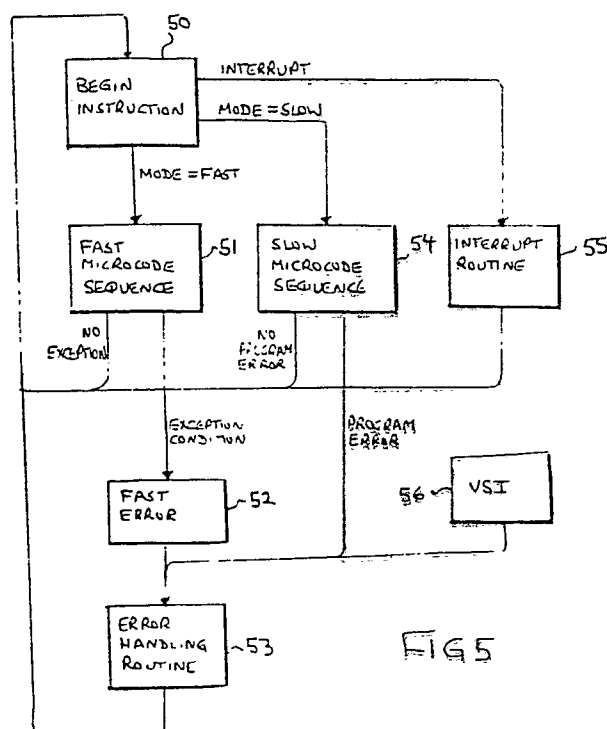 50
BEGIN
INSTRUCTION
INTERRUPT
MODE=SLOW
MODE=FAST
FAST
MICROCODE
SEQUENCE
51
SLOW
MICROCODE
SEQUENCE
54
INTERRUPT
ROUTINE
55
NO
EXCEPTION
NO
PROGRAM
ERROR
EXCEPTION
CONDITION
PROGRAM
ERROR
FAST
ERROR
52
56
VSI
ERROR
HANDLING
ROUTINE
53
FIG 5